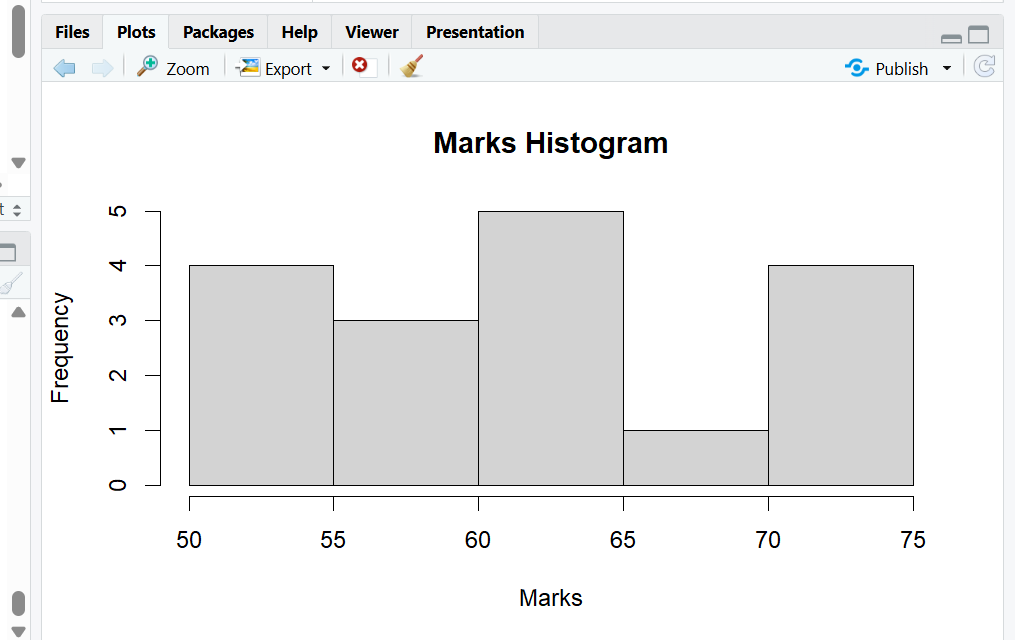 Files Plots Packages Help Viewer Presentation
Zoom Export Publish
t
Marks Histogram
5
4
3
2
1
0
Frequency
50 55 60 65 70 75
Marks